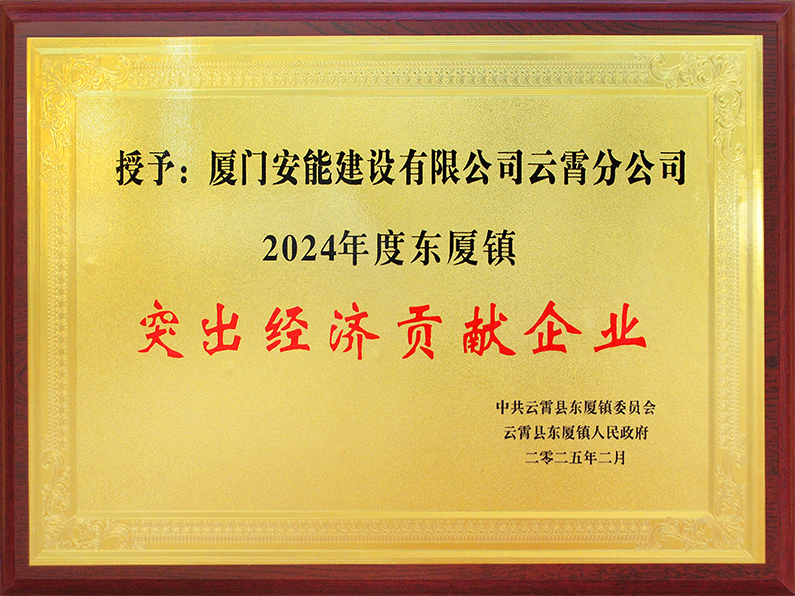 授予：厦门安能建设有限公司云霄分公司
2024年度东厦镇
突出经济贡献企业
中共云霄县东厦镇委员会
云霄县东厦镇人民政府
二零二五年二月